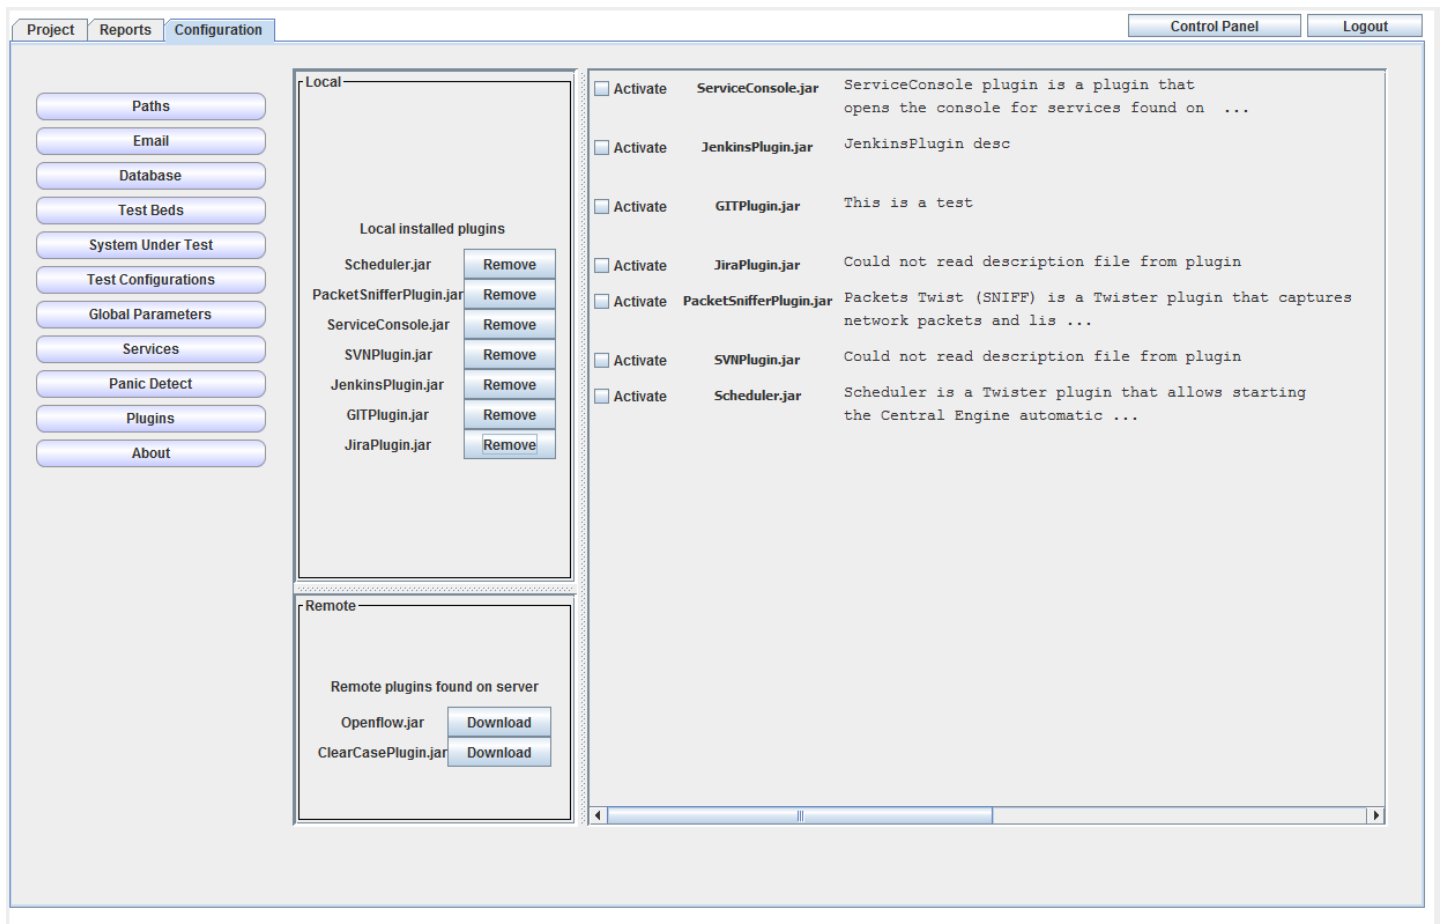 Project Reports Configuration Control Panel Logout
Paths
Email
Database
Test Beds
System Under Test
Test Configurations
Global Parameters
Services
Panic Detect
Plugins
About
Local
Local installed plugins
Scheduler.jar Remove
PacketSnifferPlugin.jar Remove
ServiceConsole.jar Remove
SVNPlugin.jar Remove
JenkinsPlugin.jar Remove
GITPlugin.jar Remove
JiraPlugin.jar Remove
Remote
Remote plugins found on server
Openflow.jar Download
ClearCasePlugin.jar Download
Activate ServiceConsole.jar ServiceConsole plugin is a plugin that
opens the console for services found on ...
Activate JenkinsPlugin.jar JenkinsPlugin desc
Activate GITPlugin.jar This is a test
Activate JiraPlugin.jar Could not read description file from plugin
Activate PacketSnifferPlugin.jar Packets Twist (SNIFF) is a Twister plugin that captures
network packets and lis ...
Activate SVNPlugin.jar Could not read description file from plugin
Activate Scheduler.jar Scheduler is a Twister plugin that allows starting
the Central Engine automatic ...